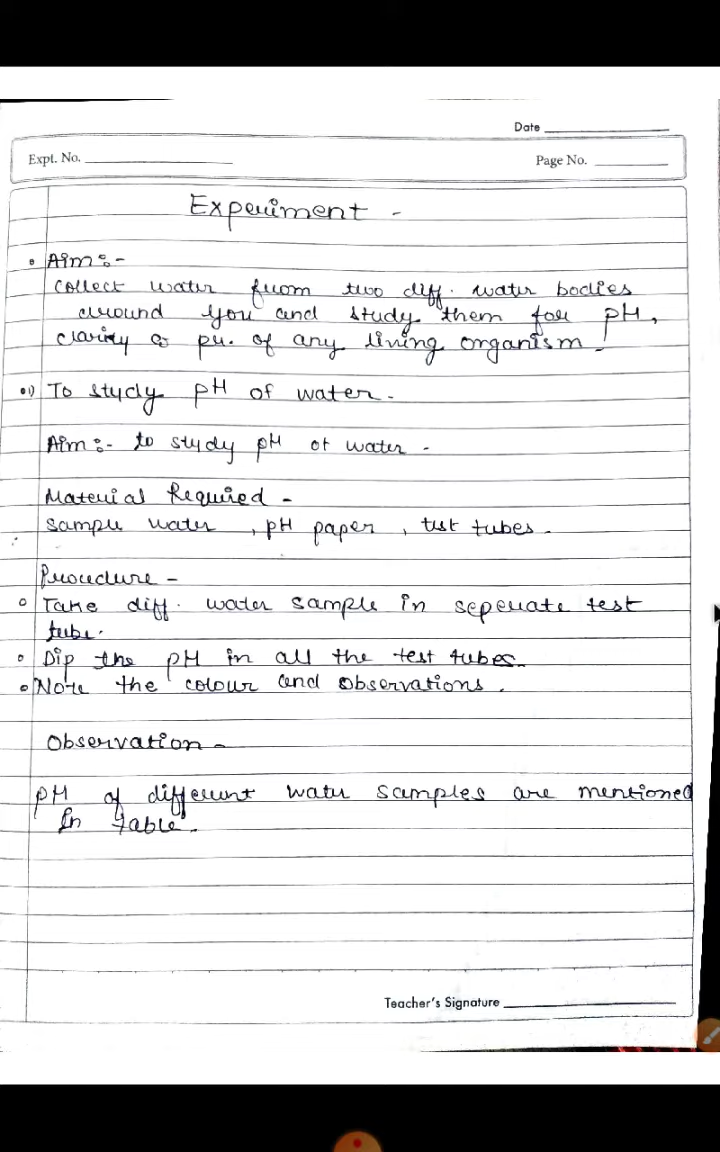 Date
Expt. No.
Page No.
Experiment -
Aim:-
Collect water from two diff. water bodies
around you and study them for pH,
clarity & pr. of any living organism.
1) To study pH of water.
Aim:- to study pH of water.
Material Required -
Sample water, pH paper, test tubes.
Procedure -
Take diff. water sample in seperate test
tube.
Dip the pH in all the test tubes.
Note the colour and observations.
Observation -
pH of different water samples are mentioned
In table.
Teacher's Signature